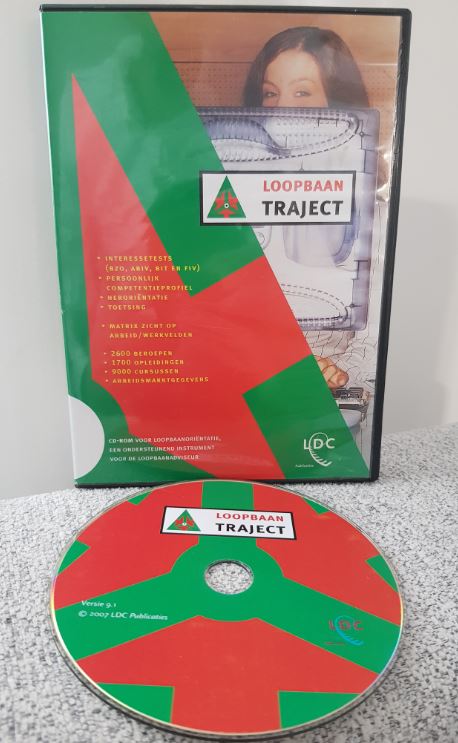 LOOPBAAN
TRAJECT
• INTERESSETESTS
(BZO, ABIV, BIT EN FIV)
• PERSOONLIJK
COMPETENTIEPROFIEL
• HERORIËNTATIE
• TOETSING
• MATRIX ZICHT OP
ARBEID/WERKVELDEN
• 2600 BEROEPEN
• 1700 OPLEIDINGEN
• 9000 CURSUSSEN
• ARBEIDSMARKTGEGEVENS
CD-ROM VOOR LOOPBAANORIËNTATIE,
EEN ONDERSTEUNEND INSTRUMENT
VOOR DE LOOPBAANADVISEUR
LDC
Publicaties
LOOPBAAN
TRAJECT
Versie 9.1
© 2007 LDC Publicaties
LDC